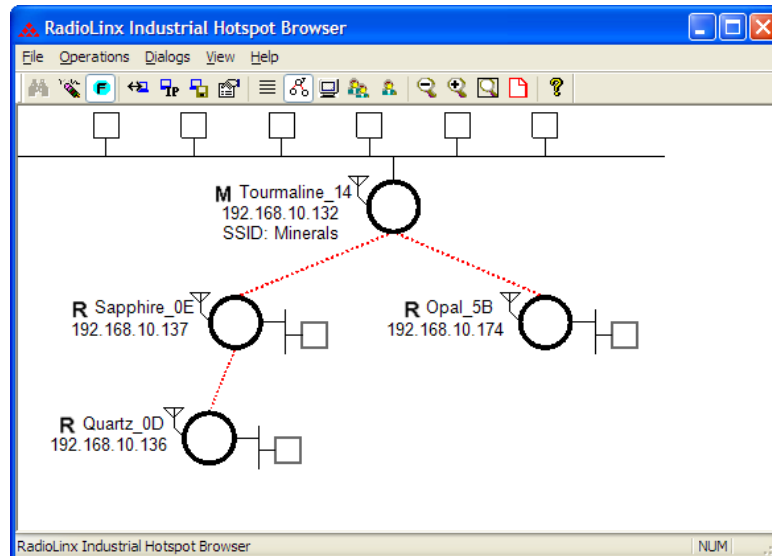 RadioLinx Industrial Hotspot Browser
File Operations Dialogs View Help
F IP ?
M Tourmaline_14
192.168.10.132
SSID: Minerals
R Sapphire_0E
192.168.10.137
R Opal_5B
192.168.10.174
R Quartz_0D
192.168.10.136
RadioLinx Industrial Hotspot Browser NUM